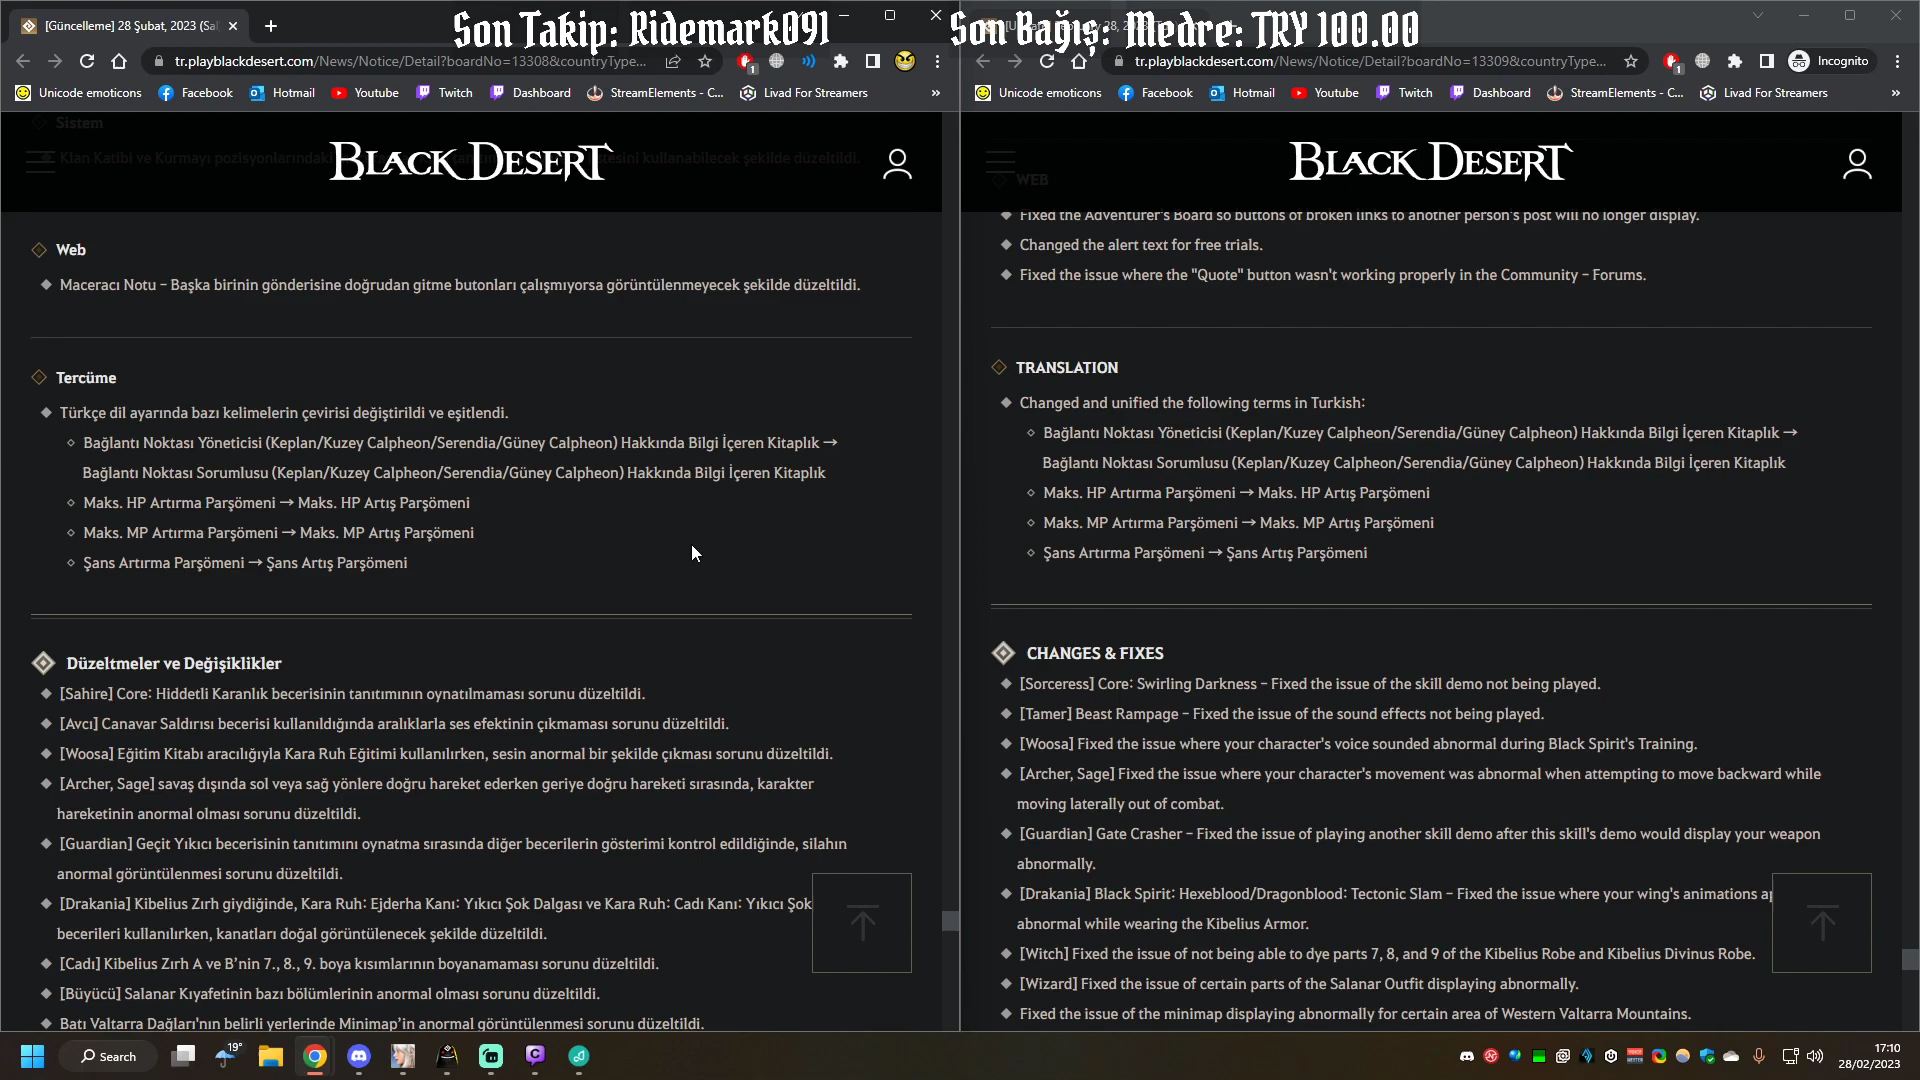 Son Takip: Ridemark091
Son Bağış: Medre: TRY 100.00
[Güncelleme] 28 Şubat, 2023 (Sal
tr.playblackdesert.com/News/Notice/Detail?boardNo=13308&countryType...
1
Unicode emoticons
Facebook
Hotmail
Youtube
Twitch
Dashboard
StreamElements - C...
Livad For Streamers
»
Sistem
BLACK DESERT
Web
Maceracı Notu – Başka birinin gönderisine doğrudan gitme butonları çalışmıyorsa görüntülenmeyecek şekilde düzeltildi.
Tercüme
Türkçe dil ayarında bazı kelimelerin çevirisi değiştirildi ve eşitlendi.
Bağlantı Noktası Yöneticisi (Keplan/Kuzey Calpheon/Serendia/Güney Calpheon) Hakkında Bilgi İçeren Kitaplık →
Bağlantı Noktası Sorumlusu (Keplan/Kuzey Calpheon/Serendia/Güney Calpheon) Hakkında Bilgi İçeren Kitaplık
Maks. HP Artırma Parşömeni → Maks. HP Artış Parşömeni
Maks. MP Artırma Parşömeni → Maks. MP Artış Parşömeni
Şans Artırma Parşömeni → Şans Artış Parşömeni
Düzeltmeler ve Değişiklikler
[Sahire] Core: Hiddetli Karanlık becerisinin tanıtımının oynatılmaması sorunu düzeltildi.
[Avcı] Canavar Saldırısı becerisi kullanıldığında aralıklarla ses efektinin çıkmaması sorunu düzeltildi.
[Woosa] Eğitim Kitabı aracılığıyla Kara Ruh Eğitimi kullanılırken, sesin anormal bir şekilde çıkması sorunu düzeltildi.
[Archer, Sage] savaş dışında sol veya sağ yönlere doğru hareket ederken geriye doğru hareketi sırasında, karakter
hareketinin anormal olması sorunu düzeltildi.
[Guardian] Geçit Yıkıcı becerisinin tanıtımını oynatma sırasında diğer becerilerin gösterimi kontrol edildiğinde, silahın
anormal görüntülenmesi sorunu düzeltildi.
[Drakania] Kibelius Zırh giydiğinde, Kara Ruh: Ejderha Kanı: Yıkıcı Şok Dalgası ve Kara Ruh: Cadı Kanı: Yıkıcı Şok
becerileri kullanılırken, kanatları doğal görüntülenecek şekilde düzeltildi.
[Cadı] Kibelius Zırh A ve B'nin 7., 8., 9. boya kısımlarının boyanamaması sorunu düzeltildi.
[Büyücü] Salanar Kıyafetinin bazı bölümlerinin anormal olması sorunu düzeltildi.
Batı Valtarra Dağları'nın belirli yerlerinde Minimap'in anormal görüntülenmesi sorunu düzeltildi.
tr.playblackdesert.com/News/Notice/Detail?boardNo=13309&countryType...
1
Incognito
Unicode emoticons
Facebook
Hotmail
Youtube
Twitch
Dashboard
StreamElements - C...
Livad For Streamers
»
BLACK DESERT
WEB
Fixed the Adventurer's Board so buttons of broken links to another person's post will no longer display.
Changed the alert text for free trials.
Fixed the issue where the "Quote" button wasn't working properly in the Community – Forums.
TRANSLATION
Changed and unified the following terms in Turkish:
Bağlantı Noktası Yöneticisi (Keplan/Kuzey Calpheon/Serendia/Güney Calpheon) Hakkında Bilgi İçeren Kitaplık →
Bağlantı Noktası Sorumlusu (Keplan/Kuzey Calpheon/Serendia/Güney Calpheon) Hakkında Bilgi İçeren Kitaplık
Maks. HP Artırma Parşömeni → Maks. HP Artış Parşömeni
Maks. MP Artırma Parşömeni → Maks. MP Artış Parşömeni
Şans Artırma Parşömeni → Şans Artış Parşömeni
CHANGES & FIXES
[Sorceress] Core: Swirling Darkness – Fixed the issue of the skill demo not being played.
[Tamer] Beast Rampage – Fixed the issue of the sound effects not being played.
[Woosa] Fixed the issue where your character's voice sounded abnormal during Black Spirit's Training.
[Archer, Sage] Fixed the issue where your character's movement was abnormal when attempting to move backward while
moving laterally out of combat.
[Guardian] Gate Crasher – Fixed the issue of playing another skill demo after this skill's demo would display your weapon
abnormally.
[Drakania] Black Spirit: Hexeblood/Dragonblood: Tectonic Slam – Fixed the issue where your wing's animations
abnormal while wearing the Kibelius Armor.
[Witch] Fixed the issue of not being able to dye parts 7, 8, and 9 of the Kibelius Robe and Kibelius Divinus Robe.
[Wizard] Fixed the issue of certain parts of the Salanar Outfit displaying abnormally.
Fixed the issue of the minimap displaying abnormally for certain area of Western Valtarra Mountains.
Search
19°
17:10
28/02/2023